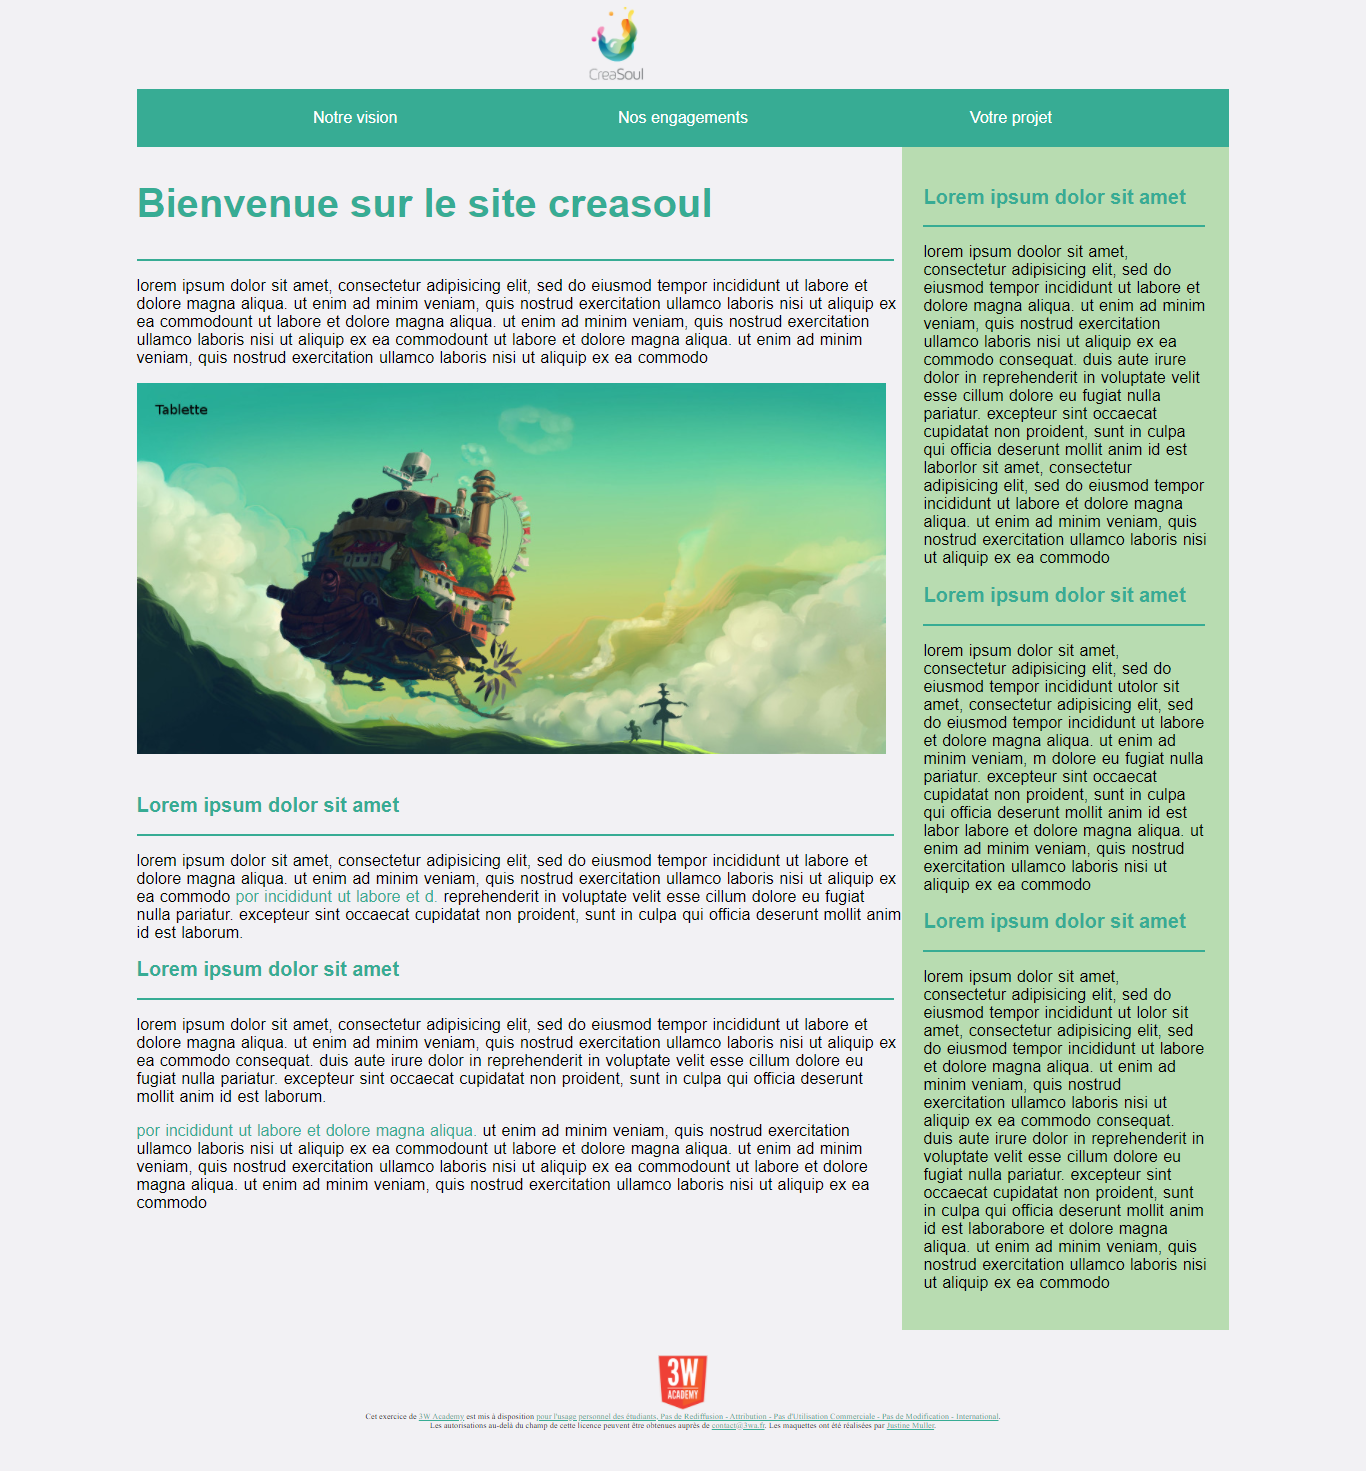 CreaSoul
Notre vision
Nos engagements
Votre projet
Bienvenue sur le site creasoul
lorem ipsum dolor sit amet, consectetur adipisicing elit, sed do eiusmod tempor incididunt ut labore et
dolore magna aliqua. ut enim ad minim veniam, quis nostrud exercitation ullamco laboris nisi ut aliquip ex
ea commodount ut labore et dolore magna aliqua. ut enim ad minim veniam, quis nostrud exercitation
ullamco laboris nisi ut aliquip ex ea commodount ut labore et dolore magna aliqua. ut enim ad minim
veniam, quis nostrud exercitation ullamco laboris nisi ut aliquip ex ea commodo
Tablette
Lorem ipsum dolor sit amet
lorem ipsum dolor sit amet, consectetur adipisicing elit, sed do eiusmod tempor incididunt ut labore et
dolore magna aliqua. ut enim ad minim veniam, quis nostrud exercitation ullamco laboris nisi ut aliquip ex
ea commodo por incididunt ut labore et d. reprehenderit in voluptate velit esse cillum dolore eu fugiat
nulla pariatur. excepteur sint occaecat cupidatat non proident, sunt in culpa qui officia deserunt mollit anim
id est laborum.
Lorem ipsum dolor sit amet
lorem ipsum dolor sit amet, consectetur adipisicing elit, sed do eiusmod tempor incididunt ut labore et
dolore magna aliqua. ut enim ad minim veniam, quis nostrud exercitation ullamco laboris nisi ut aliquip ex
ea commodo consequat. duis aute irure dolor in reprehenderit in voluptate velit esse cillum dolore eu
fugiat nulla pariatur. excepteur sint occaecat cupidatat non proident, sunt in culpa qui officia deserunt
mollit anim id est laborum.
por incididunt ut labore et dolore magna aliqua. ut enim ad minim veniam, quis nostrud exercitation
ullamco laboris nisi ut aliquip ex ea commodount ut labore et dolore magna aliqua. ut enim ad minim
veniam, quis nostrud exercitation ullamco laboris nisi ut aliquip ex ea commodount ut labore et dolore
magna aliqua. ut enim ad minim veniam, quis nostrud exercitation ullamco laboris nisi ut aliquip ex ea
commodo
Lorem ipsum dolor sit amet
lorem ipsum doolor sit amet,
consectetur adipisicing elit, sed do
eiusmod tempor incididunt ut labore et
dolore magna aliqua. ut enim ad minim
veniam, quis nostrud exercitation
ullamco laboris nisi ut aliquip ex ea
commodo consequat. duis aute irure
dolor in reprehenderit in voluptate velit
esse cillum dolore eu fugiat nulla
pariatur. excepteur sint occaecat
cupidatat non proident, sunt in culpa
qui officia deserunt mollit anim id est
laborlor sit amet, consectetur
adipisicing elit, sed do eiusmod tempor
incididunt ut labore et dolore magna
aliqua. ut enim ad minim veniam, quis
nostrud exercitation ullamco laboris nisi
ut aliquip ex ea commodo
Lorem ipsum dolor sit amet
lorem ipsum dolor sit amet,
consectetur adipisicing elit, sed do
eiusmod tempor incididunt utolor sit
amet, consectetur adipisicing elit, sed
do eiusmod tempor incididunt ut labore
et dolore magna aliqua. ut enim ad
minim veniam, m dolore eu fugiat nulla
pariatur. excepteur sint occaecat
cupidatat non proident, sunt in culpa
qui officia deserunt mollit anim id est
labor labore et dolore magna aliqua. ut
enim ad minim veniam, quis nostrud
exercitation ullamco laboris nisi ut
aliquip ex ea commodo
Lorem ipsum dolor sit amet
lorem ipsum dolor sit amet,
consectetur adipisicing elit, sed do
eiusmod tempor incididunt ut lolor sit
amet, consectetur adipisicing elit, sed
do eiusmod tempor incididunt ut labore
et dolore magna aliqua. ut enim ad
minim veniam, quis nostrud
exercitation ullamco laboris nisi ut
aliquip ex ea commodo consequat.
duis aute irure dolor in reprehenderit in
voluptate velit esse cillum dolore eu
fugiat nulla pariatur. excepteur sint
occaecat cupidatat non proident, sunt
in culpa qui officia deserunt mollit anim
id est laborabore et dolore magna
aliqua. ut enim ad minim veniam, quis
nostrud exercitation ullamco laboris nisi
ut aliquip ex ea commodo
3W
ACADEMY
Cet exercice de 3W Academy est mis à disposition pour l'usage personnel des étudiants. Pas de Rediffusion - Attribution - Pas d'Utilisation Commerciale - Pas de Modification - International.
Les autorisations au-delà du champ de cette licence peuvent être obtenues auprès de contact@3wa.fr. Les maquettes ont été réalisées par Justine Muller.